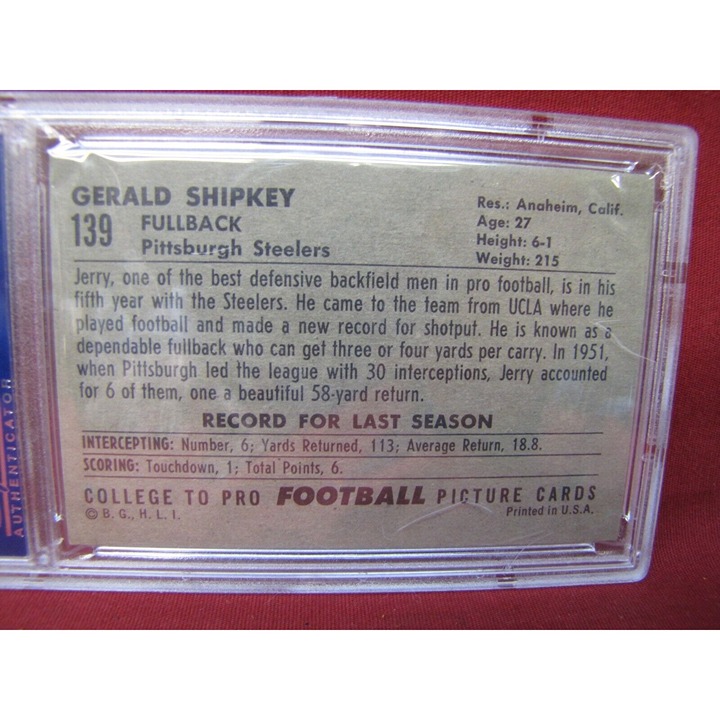 GERALD SHIPKEY
139 FULLBACK
Pittsburgh Steelers
Res.: Anaheim, Calif.
Age: 27
Height: 6-1
Weight: 215
Jerry, one of the best defensive backfield men in pro football, is in his
fifth year with the Steelers. He came to the team from UCLA where he
played football and made a new record for shotput. He is known as a
dependable fullback who can get three or four yards per carry. In 1951,
when Pittsburgh led the league with 30 interceptions, Jerry accounted
for 6 of them, one a beautiful 58-yard return.
RECORD FOR LAST SEASON
INTERCEPTING: Number, 6; Yards Returned, 113; Average Return, 18.8.
SCORING: Touchdown, 1; Total Points, 6.
COLLEGE TO PRO FOOTBALL PICTURE CARDS
© B. G., H. L. I.
Printed in U.S.A.
AUTHENTICATOR